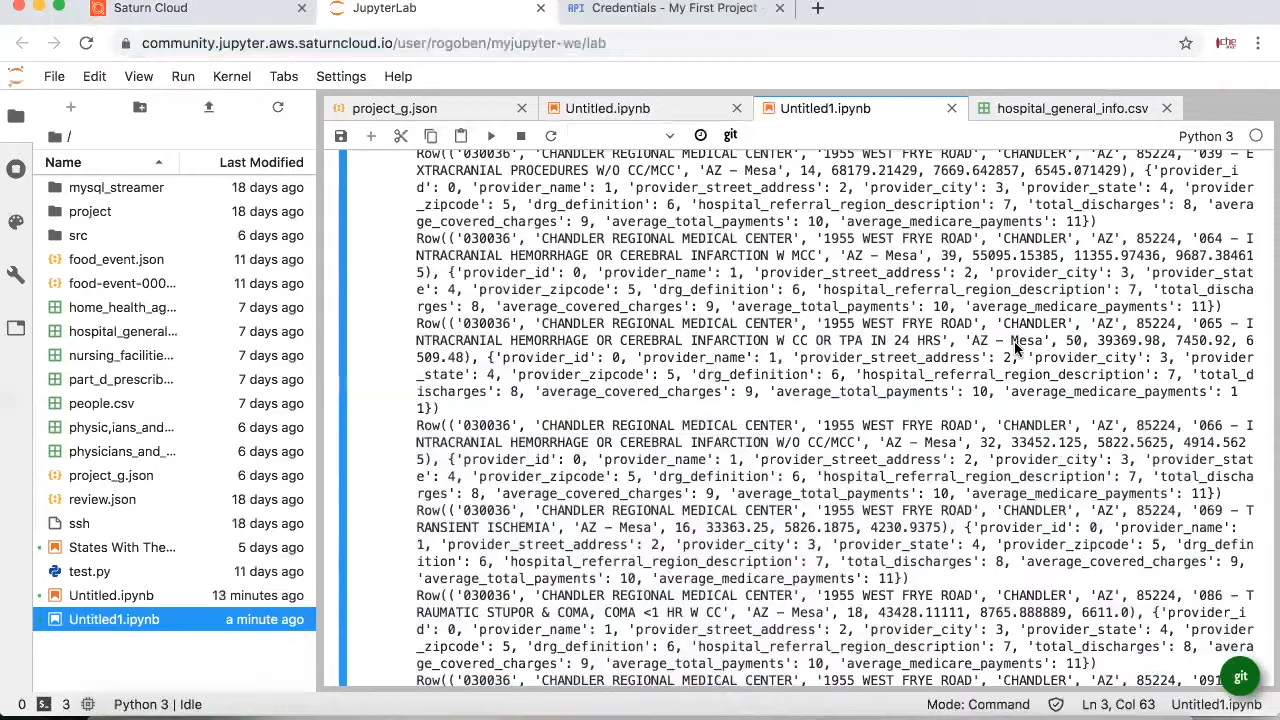 Saturn Cloud
JupyterLab
API Credentials - My First Project
community.jupyter.aws.saturncloud.io/user/rogoben/myjupyter-we/lab
File Edit View Run Kernel Tabs Settings Help
project_g.json
Untitled.ipynb
Untitled1.ipynb
hospital_general_info.csv
git
Python 3
/
Name
Last Modified
mysql_streamer 18 days ago
project 18 days ago
src 6 days ago
food_event.json 11 days ago
food-event-000... 11 days ago
home_health_ag... 7 days ago
hospital_general... 7 days ago
nursing_facilitie... 7 days ago
part_d_prescrib... 7 days ago
people.csv 7 days ago
physic,ians_and... 6 days ago
physicians_and_... 6 days ago
project_g.json 6 days ago
review.json 18 days ago
ssh 18 days ago
States With The... 5 days ago
test.py 11 days ago
Untitled.ipynb 13 minutes ago
Untitled1.ipynb a minute ago
Row(('030036', 'CHANDLER REGIONAL MEDICAL CENTER', '1955 WEST FRYE ROAD', 'CHANDLER', 'AZ', 85224, '039 - E
XTRACRANIAL PROCEDURES W/O CC/MCC', 'AZ - Mesa', 14, 68179.21429, 7669.642857, 6545.071429), {'provider_i
d': 0, 'provider_name': 1, 'provider_street_address': 2, 'provider_city': 3, 'provider_state': 4, 'provider
_zipcode': 5, 'drg_definition': 6, 'hospital_referral_region_description': 7, 'total_discharges': 8, 'avera
ge_covered_charges': 9, 'average_total_payments': 10, 'average_medicare_payments': 11})
Row(('030036', 'CHANDLER REGIONAL MEDICAL CENTER', '1955 WEST FRYE ROAD', 'CHANDLER', 'AZ', 85224, '064 - I
NTRACRANIAL HEMORRHAGE OR CEREBRAL INFARCTION W MCC', 'AZ - Mesa', 39, 55095.15385, 11355.97436, 9687.38461
5), {'provider_id': 0, 'provider_name': 1, 'provider_street_address': 2, 'provider_city': 3, 'provider_stat
e': 4, 'provider_zipcode': 5, 'drg_definition': 6, 'hospital_referral_region_description': 7, 'total_discha
rges': 8, 'average_covered_charges': 9, 'average_total_payments': 10, 'average_medicare_payments': 11})
Row(('030036', 'CHANDLER REGIONAL MEDICAL CENTER', '1955 WEST FRYE ROAD', 'CHANDLER', 'AZ', 85224, '065 - I
NTRACRANIAL HEMORRHAGE OR CEREBRAL INFARCTION W CC OR TPA IN 24 HRS', 'AZ - Mesa', 50, 39369.98, 7450.92, 6
509.48), {'provider_id': 0, 'provider_name': 1, 'provider_street_address': 2, 'provider_city': 3, 'provider
_state': 4, 'provider_zipcode': 5, 'drg_definition': 6, 'hospital_referral_region_description': 7, 'total_d
ischarges': 8, 'average_covered_charges': 9, 'average_total_payments': 10, 'average_medicare_payments': 1
1})
Row(('030036', 'CHANDLER REGIONAL MEDICAL CENTER', '1955 WEST FRYE ROAD', 'CHANDLER', 'AZ', 85224, '066 - I
NTRACRANIAL HEMORRHAGE OR CEREBRAL INFARCTION W/O CC/MCC', 'AZ - Mesa', 32, 33452.125, 5822.5625, 4914.562
5), {'provider_id': 0, 'provider_name': 1, 'provider_street_address': 2, 'provider_city': 3, 'provider_stat
e': 4, 'provider_zipcode': 5, 'drg_definition': 6, 'hospital_referral_region_description': 7, 'total_discha
rges': 8, 'average_covered_charges': 9, 'average_total_payments': 10, 'average_medicare_payments': 11})
Row(('030036', 'CHANDLER REGIONAL MEDICAL CENTER', '1955 WEST FRYE ROAD', 'CHANDLER', 'AZ', 85224, '069 - T
RANSIENT ISCHEMIA', 'AZ - Mesa', 16, 33363.25, 5826.1875, 4230.9375), {'provider_id': 0, 'provider_name':
1, 'provider_street_address': 2, 'provider_city': 3, 'provider_state': 4, 'provider_zipcode': 5, 'drg_defin
ition': 6, 'hospital_referral_region_description': 7, 'total_discharges': 8, 'average_covered_charges': 9,
'average_total_payments': 10, 'average_medicare_payments': 11})
Row(('030036', 'CHANDLER REGIONAL MEDICAL CENTER', '1955 WEST FRYE ROAD', 'CHANDLER', 'AZ', 85224, '086 - T
RAUMATIC STUPOR & COMA, COMA <1 HR W CC', 'AZ - Mesa', 18, 43428.11111, 8765.888889, 6611.0), {'provider_i
d': 0, 'provider_name': 1, 'provider_street_address': 2, 'provider_city': 3, 'provider_state': 4, 'provider
_zipcode': 5, 'drg_definition': 6, 'hospital_referral_region_description': 7, 'total_discharges': 8, 'avera
ge_covered_charges': 9, 'average_total_payments': 10, 'average_medicare_payments': 11})
Row(('030036', 'CHANDLER REGIONAL MEDICAL CENTER', '1955 WEST FRYE ROAD', 'CHANDLER', 'AZ', 85224, '091
git
0 3 Python 3 | Idle
Mode: Command Ln 3, Col 63 Untitled1.ipynb